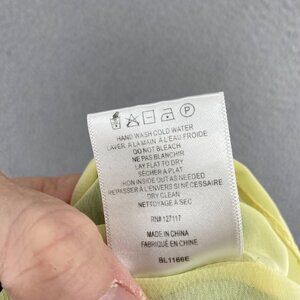 HAND WASH COLD WATER
LAVER A LA MAIN A L'EAU FROIDE
DO NOT BLEACH
NE PAS BLANCHIR
LAY FLAT TO DRY
SÉCHER A PLAT
IRON INSIDE OUT AS NEEDED
REPASSER A L'ENVERS SI NECESSAIRE
DRY CLEAN
NETTOYAGE A SEC
RN# 127117
MADE IN CHINA
FABRIQUÉ EN CHINE
BL1166E